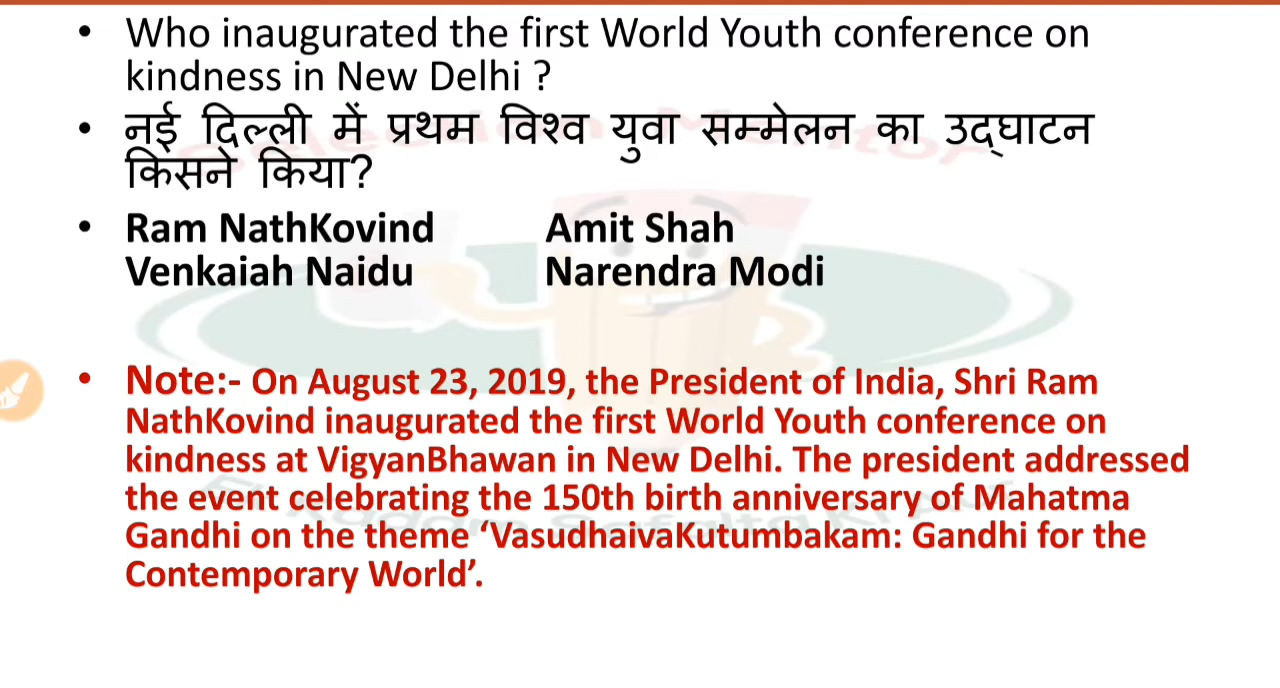 • Who inaugurated the first World Youth conference on
kindness in New Delhi ?
• नई दिल्ली में प्रथम विश्व युवा सम्मेलन का उद्घाटन
किसने किया?
• Ram NathKovind Amit Shah
Venkaiah Naidu Narendra Modi
• Note:- On August 23, 2019, the President of India, Shri Ram
NathKovind inaugurated the first World Youth conference on
kindness at VigyanBhawan in New Delhi. The president addressed
the event celebrating the 150th birth anniversary of Mahatma
Gandhi on the theme ‘VasudhaivaKutumbakam: Gandhi for the
Contemporary World’.